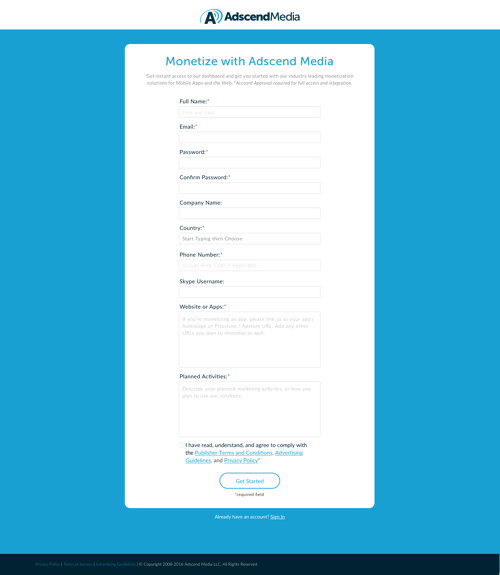 AdscendMedia
Monetize with Adscend Media
Get instant access to our dashboard and get you started with our industry leading monetization
solutions for Mobile Apps and the Web. *Account Approval required for full access and integration.
Full Name:*
First and Last
Email:*
Password:*
Confirm Password:*
Company Name:
Country:*
Start Typing then Choose
Phone Number:*
Include Area Code if Applicable
Skype Username:
Website or Apps:*
If you're monetizing an app, please link us to your app's
homepage or Playstore / Itunes URL. Add any other
URLs you plan to monetize as well.
Planned Activities:*
Describe your planned marketing activities, or how you
plan to use our solutions.
I have read, understand, and agree to comply with
the Publisher Terms and Conditions, Advertising
Guidelines, and Privacy Policy*
Get Started
*required field
Already have an account? Sign In
Privacy Policy | Terms of Service | Advertising Guidelines | © Copyright 2008-2016 Adscend Media LLC. All Rights Reserved.